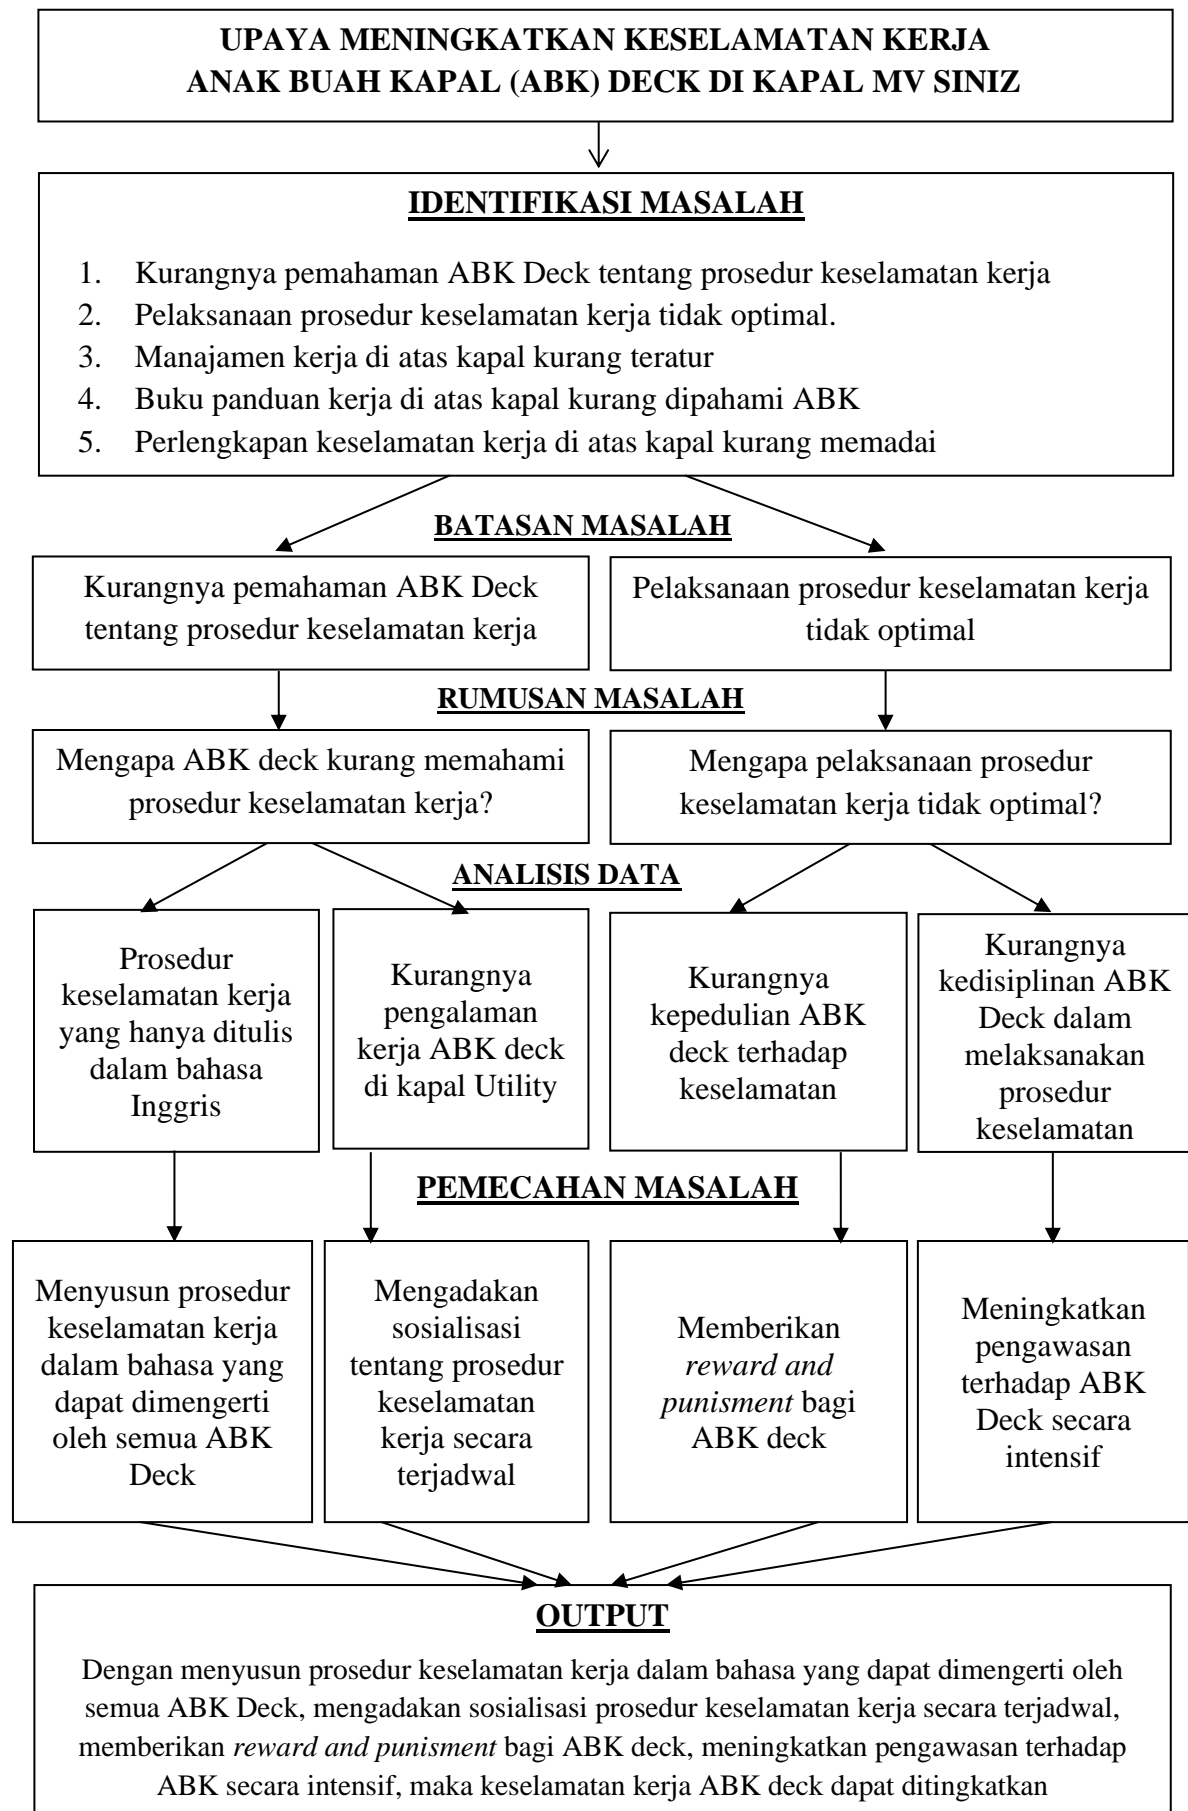 UPAYA MENINGKATKAN KESELAMATAN KERJA
ANAK BUAH KAPAL (ABK) DECK DI KAPAL MV SINIZ
IDENTIFIKASI MASALAH
1. Kurangnya pemahaman ABK Deck tentang prosedur keselamatan kerja
2. Pelaksanaan prosedur keselamatan kerja tidak optimal.
3. Manajamen kerja di atas kapal kurang teratur
4. Buku panduan kerja di atas kapal kurang dipahami ABK
5. Perlengkapan keselamatan kerja di atas kapal kurang memadai
BATASAN MASALAH
Kurangnya pemahaman ABK Deck
tentang prosedur keselamatan kerja
Pelaksanaan prosedur keselamatan kerja
tidak optimal
RUMUSAN MASALAH
Mengapa ABK deck kurang memahami
prosedur keselamatan kerja?
Mengapa pelaksanaan prosedur
keselamatan kerja tidak optimal?
ANALISIS DATA
Prosedur
keselamatan kerja
yang hanya ditulis
dalam bahasa
Inggris
Kurangnya
pengalaman
kerja ABK deck
di kapal Utility
Kurangnya
kepedulian ABK
deck terhadap
keselamatan
Kurangnya
kedisiplinan ABK
Deck dalam
melaksanakan
prosedur
keselamatan
PEMECAHAN MASALAH
Menyusun prosedur
keselamatan kerja
dalam bahasa yang
dapat dimengerti
oleh semua ABK
Deck
Mengadakan
sosialisasi
tentang prosedur
keselamatan
kerja secara
terjadwal
Memberikan
reward and
punisment bagi
ABK deck
Meningkatkan
pengawasan
terhadap ABK
Deck secara
intensif
OUTPUT
Dengan menyusun prosedur keselamatan kerja dalam bahasa yang dapat dimengerti oleh
semua ABK Deck, mengadakan sosialisasi prosedur keselamatan kerja secara terjadwal,
memberikan reward and punisment bagi ABK deck, meningkatkan pengawasan terhadap
ABK secara intensif, maka keselamatan kerja ABK deck dapat ditingkatkan